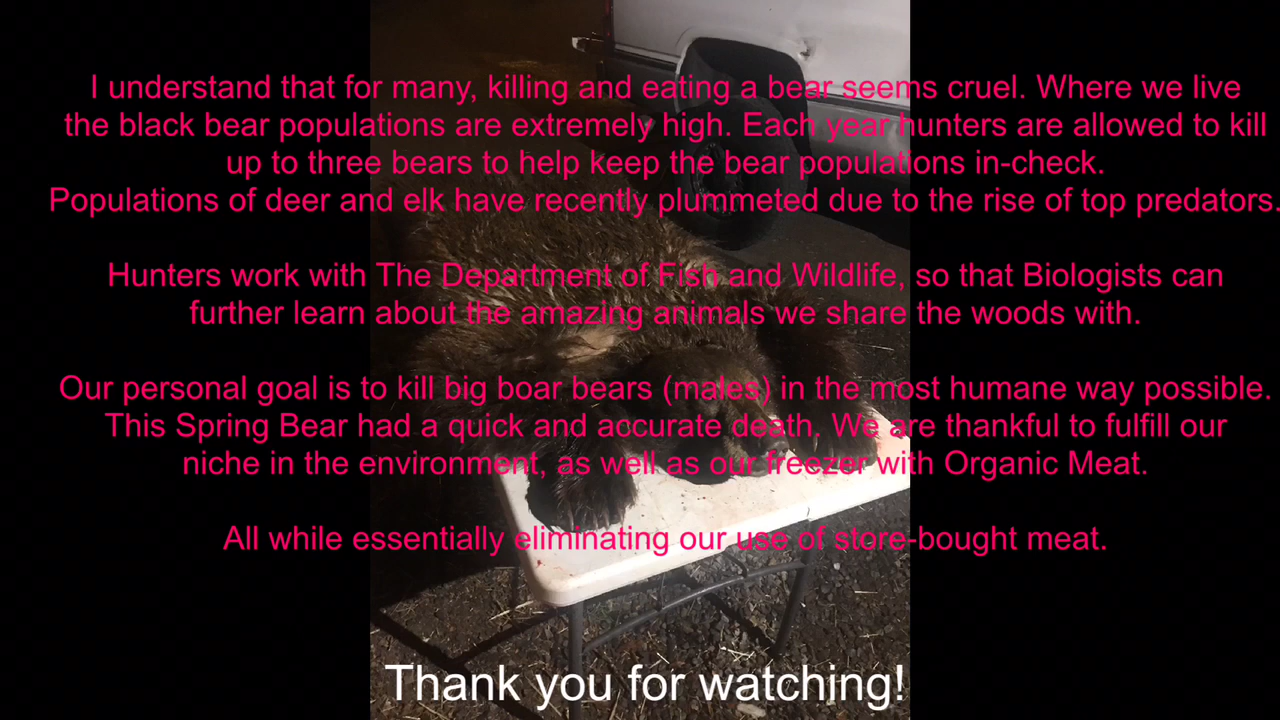 I understand that for many, killing and eating a bear seems cruel. Where we live
the black bear populations are extremely high. Each year hunters are allowed to kill
up to three bears to help keep the bear populations in-check.
Populations of deer and elk have recently plummeted due to the rise of top predators.
Hunters work with The Department of Fish and Wildlife, so that Biologists can
further learn about the amazing animals we share the woods with.
Our personal goal is to kill big boar bears (males) in the most humane way possible.
This Spring Bear had a quick and accurate death. We are thankful to fulfill our
niche in the environment, as well as our freezer with Organic Meat.
All while essentially eliminating our use of store-bought meat.
Thank you for watching!